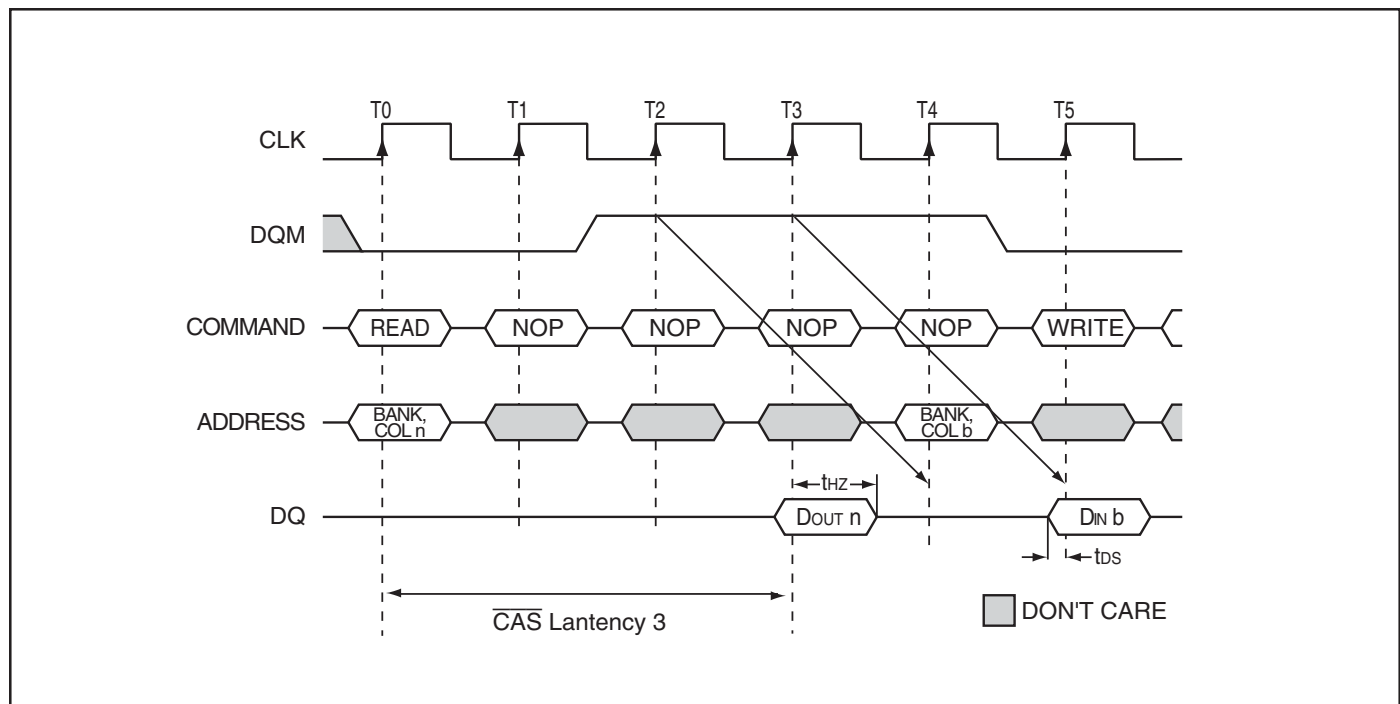 T0 T1 T2 T3 T4 T5
CLK
DQM
COMMAND READ NOP NOP NOP NOP WRITE
ADDRESS BANK, COL n BANK, COL b
tHZ
DQ DOUT n DIN b
tDS
CAS Lantency 3
DON'T CARE